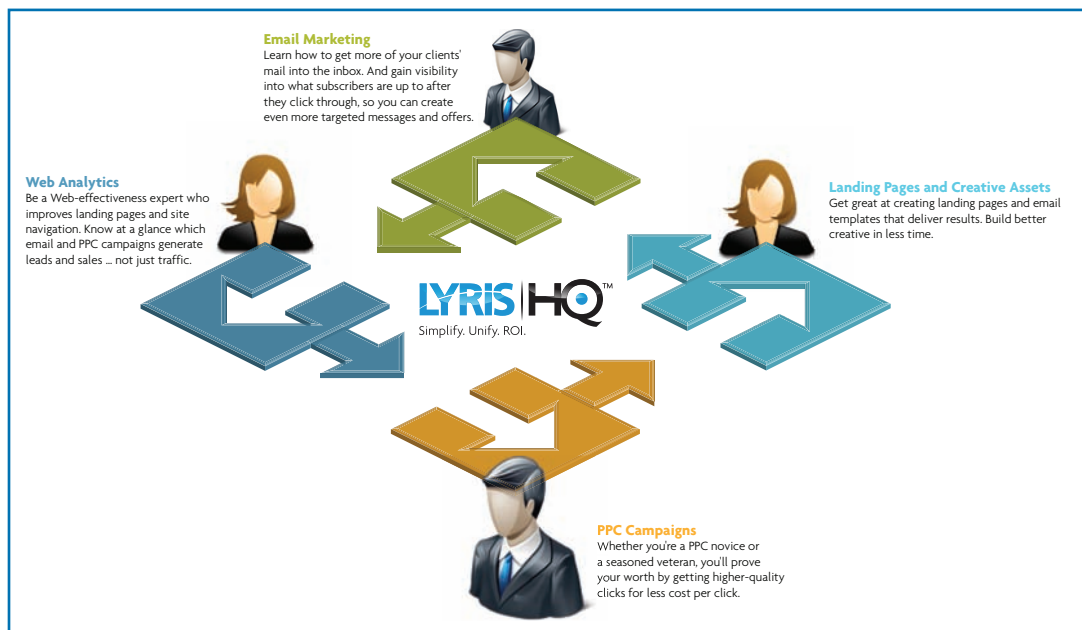 Email Marketing
Learn how to get more of your clients'
mail into the inbox. And gain visibility
into what subscribers are up to after
they click through, so you can create
even more targeted messages and offers.
Web Analytics
Be a Web-effectiveness expert who
improves landing pages and site
navigation. Know at a glance which
email and PPC campaigns generate
leads and sales ... not just traffic.
Landing Pages and Creative Assets
Get great at creating landing pages and email
templates that deliver results. Build better
creative in less time.
LYRIS HQ™
Simplify. Unify. ROI.
PPC Campaigns
Whether you're a PPC novice or
a seasoned veteran, you'll prove
your worth by getting higher-quality
clicks for less cost per click.